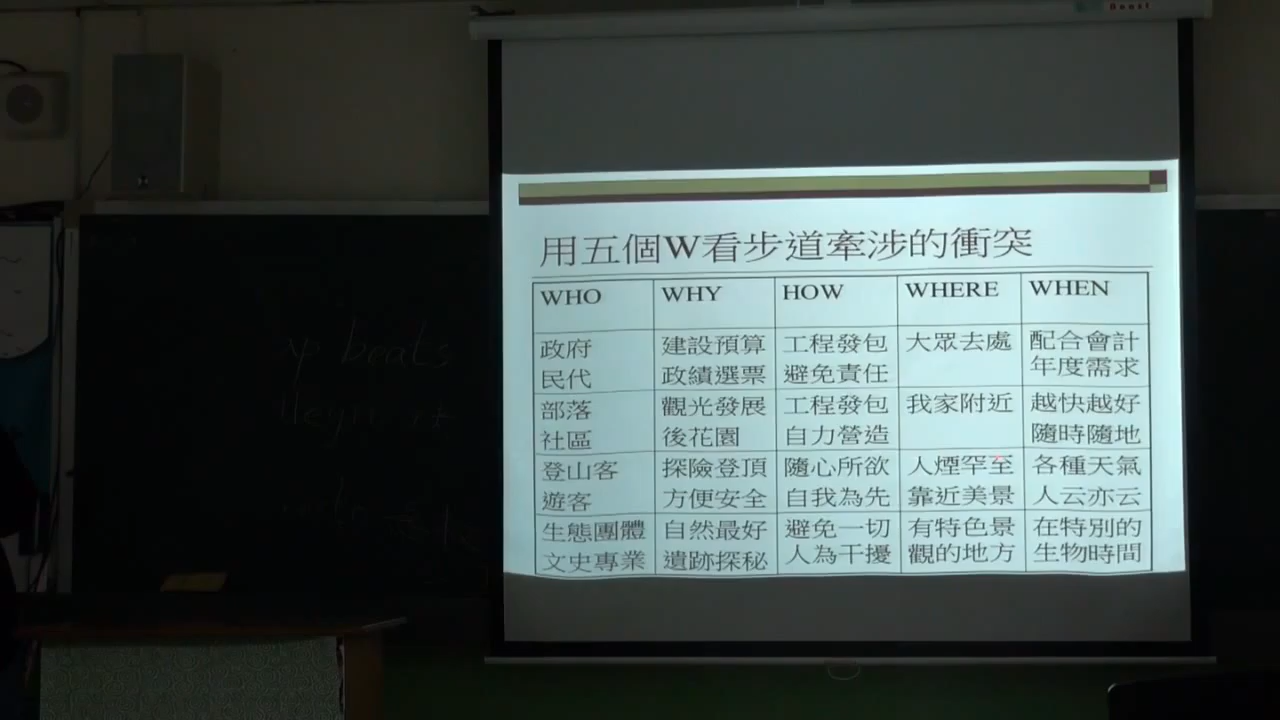 用五個W看步道牽涉的衝突
WHO WHY HOW WHERE WHEN
政府 建設預算 工程發包 大眾去處 配合會計
民代 政績選票 避免責任 年度需求
部落 觀光發展 工程發包 我家附近 越快越好
社區 後花園 自力營造 隨時隨地
登山客 探險登頂 隨心所欲 人煙罕至 各種天氣
遊客 方便安全 自我為先 靠近美景 人云亦云
生態團體 自然最好 避免一切 有特色景 在特別的
文史專業 遺跡探秘 人為干擾 觀的地方 生物時間
beats